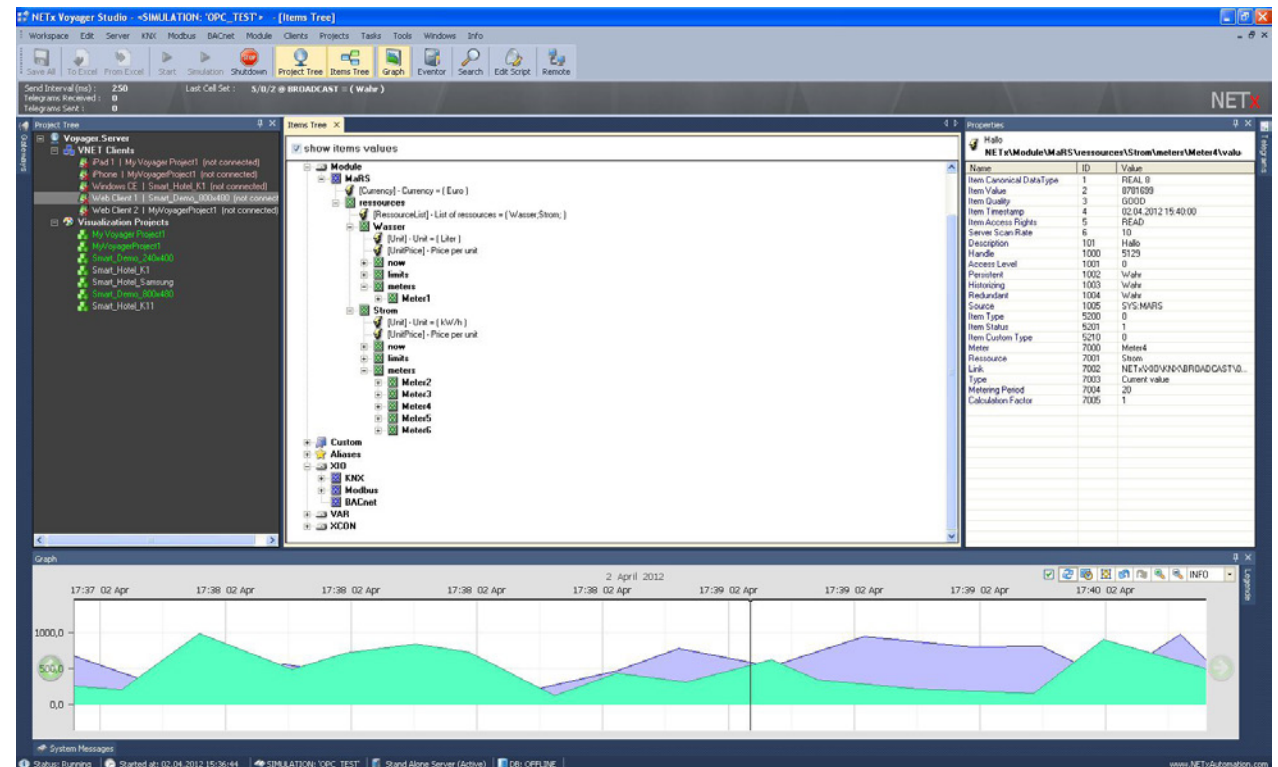 NETx Voyager Studio - <SIMULATION: 'OPC_TEST'> - [Items Tree]
Workspace Edit Server KNX Modbus BACnet Module Clients Projects Tasks Tools Windows Info
Save All To Excel From Excel Start Simulation Shutdown Project Tree Items Tree Graph Eventor Search Edit Script Remote
Send Interval (ms) : 250 Last Cell Set : 5/0/2 @ BROADCAST = ( Wahr )
Telegrams Received : 0
Telegrams Sent : 0
NETx
Gateways
Project Tree
Voyager.Server
VNET Clients
iPad 1 | My Voyager Project1 (not connected)
iPhone | MyVoyagerProject1 (not connected)
Windows CE | Smart_Hotel_K1 (not connected)
Web Client 1 | Smart_Demo_800x400 (not connect
Web Client 2 | MyVoyagerProject1 (not connected)
Visualization Projects
My Voyager Project1
MyVoyagerProject1
Smart_Demo_240x400
Smart_Hotel_K1
Smart_Hotel_Samsung
Smart_Demo_800x480
Smart_Hotel_K11
Items Tree
show items values
Module
MaRS
[Currency] - Currency = ( Euro )
ressources
[RessourceList] - List of ressources = ( Wasser;Strom; )
Wasser
[Unit] - Unit = ( Liter )
[UnitPrice] - Price per unit
now
limits
meters
Meter1
Strom
[Unit] - Unit = ( kW/h )
[UnitPrice] - Price per unit
now
limits
meters
Meter2
Meter3
Meter4
Meter5
Meter6
Custom
Aliases
XIO
KNX
Modbus
BACnet
VAR
XCON
Properties
Halo
NETx\Module\MaRS\ressources\Strom\meters\Meter4\valu
Name ID Value
Item Canonical DataType 1 REAL 8
Item Value 2 8781699
Item Quality 3 GOOD
Item Timestamp 4 02.04.2012 15:40:00
Item Access Rights 5 READ
Server Scan Rate 6 10
Description 101 Halo
Handle 1000 5129
Access Level 1001 0
Persistent 1002 Wahr
Historizing 1003 Wahr
Redundant 1004 Wahr
Source 1005 SYS:MARS
Item Type 5200 0
Item Status 5201 1
Item Custom Type 5210 0
Meter 7000 Meter4
Ressource 7001 Strom
Link 7002 NETx\XIO\KNX\BROADCAST\0...
Type 7003 Current value
Metering Period 7004 20
Calculation Factor 7005 1
Telegrams
Graph
2 April 2012
INFO
17:37 02 Apr 17:38 02 Apr 17:38 02 Apr 17:38 02 Apr 17:38 02 Apr 17:39 02 Apr 17:39 02 Apr 17:39 02 Apr 17:40 02 Apr
1000,0
500,0
0,0
Legende
System Messages
Status: Running Started at: 02.04.2012 15:36:44 SIMULATION: 'OPC_TEST' Stand Alone Server (Active) DB: OFFLINE www.NETxAutomation.com